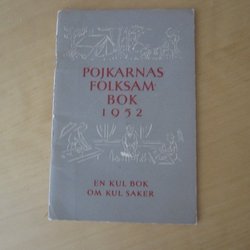 POJKARNAS
FOLKSAM-
BOK
1952
EN KUL BOK
OM KUL SAKER